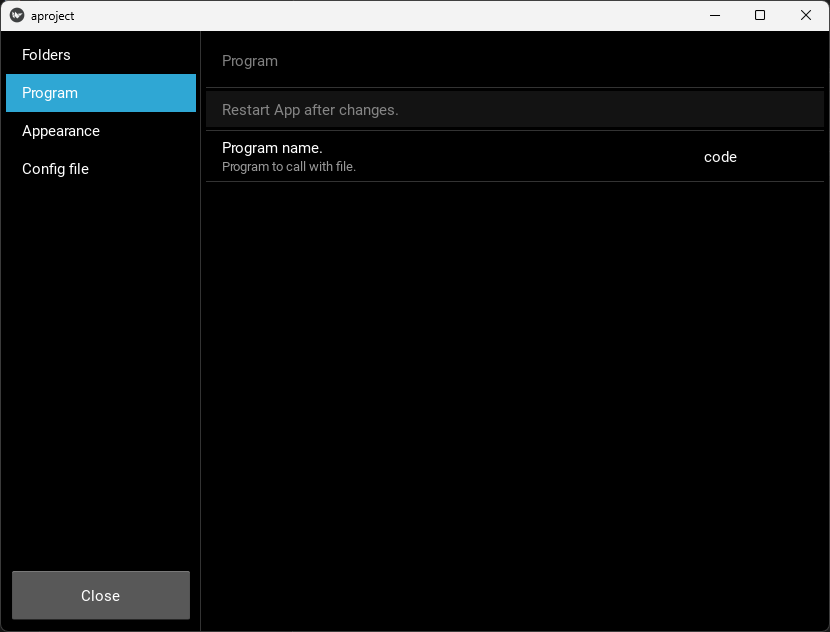 aproject
Folders
Program
Appearance
Config file
Close
Program
Restart App after changes.
Program name.
Program to call with file.
code